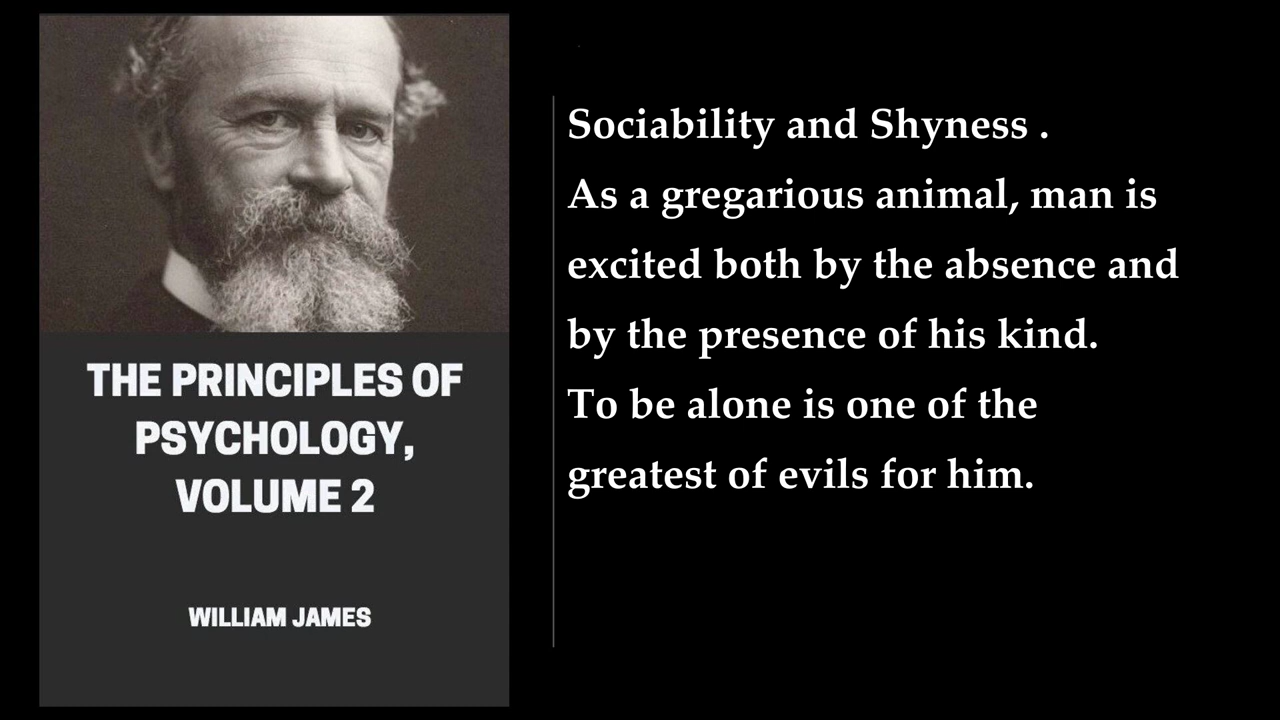 THE PRINCIPLES OF
PSYCHOLOGY,
VOLUME 2
WILLIAM JAMES
Sociability and Shyness .
As a gregarious animal, man is
excited both by the absence and
by the presence of his kind.
To be alone is one of the
greatest of evils for him.